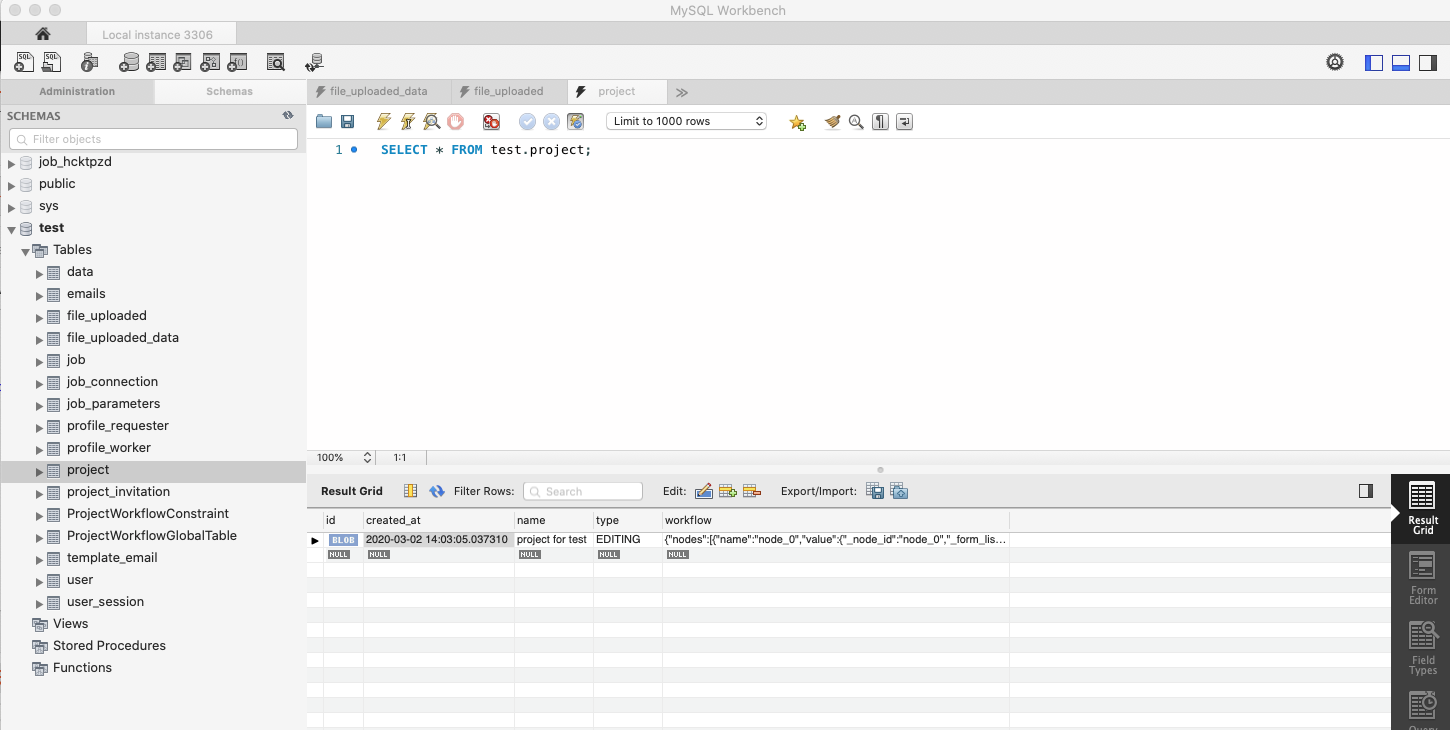 MySQL Workbench
Local instance 3306
SQL SQL
Administration Schemas
file_uploaded_data file_uploaded project
SCHEMAS
Filter objects
job_hcktpzd
public
sys
test
Tables
data
emails
file_uploaded
file_uploaded_data
job
job_connection
job_parameters
profile_requester
profile_worker
project
project_invitation
ProjectWorkflowConstraint
ProjectWorkflowGlobalTable
template_email
user
user_session
Views
Stored Procedures
Functions
Limit to 1000 rows
1 SELECT * FROM test.project;
100% 1:1
Result Grid Filter Rows: Search Edit: Export/Import:
id created_at name type workflow
BLOB 2020-03-02 14:03:05.037310 project for test EDITING {"nodes":[{"name":"node_0","value":{"_node_id":"node_0","_form_lis...
NULL NULL NULL NULL NULL
Result
Grid
Form
Editor
Field
Types
Query